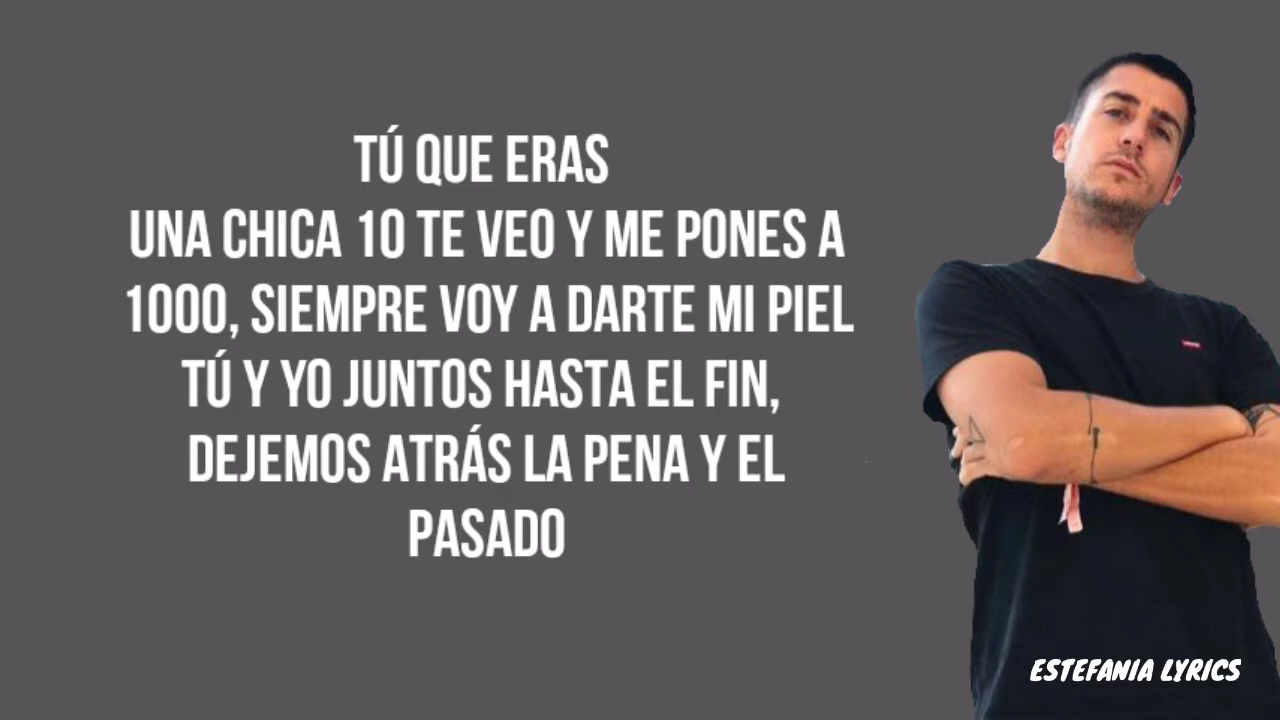 TÚ QUE ERAS
UNA CHICA 10 TE VEO Y ME PONES A
1000, SIEMPRE VOY A DARTE MI PIEL
TÚ Y YO JUNTOS HASTA EL FIN,
DEJEMOS ATRÁS LA PENA Y EL
PASADO
ESTEFANIA LYRICS